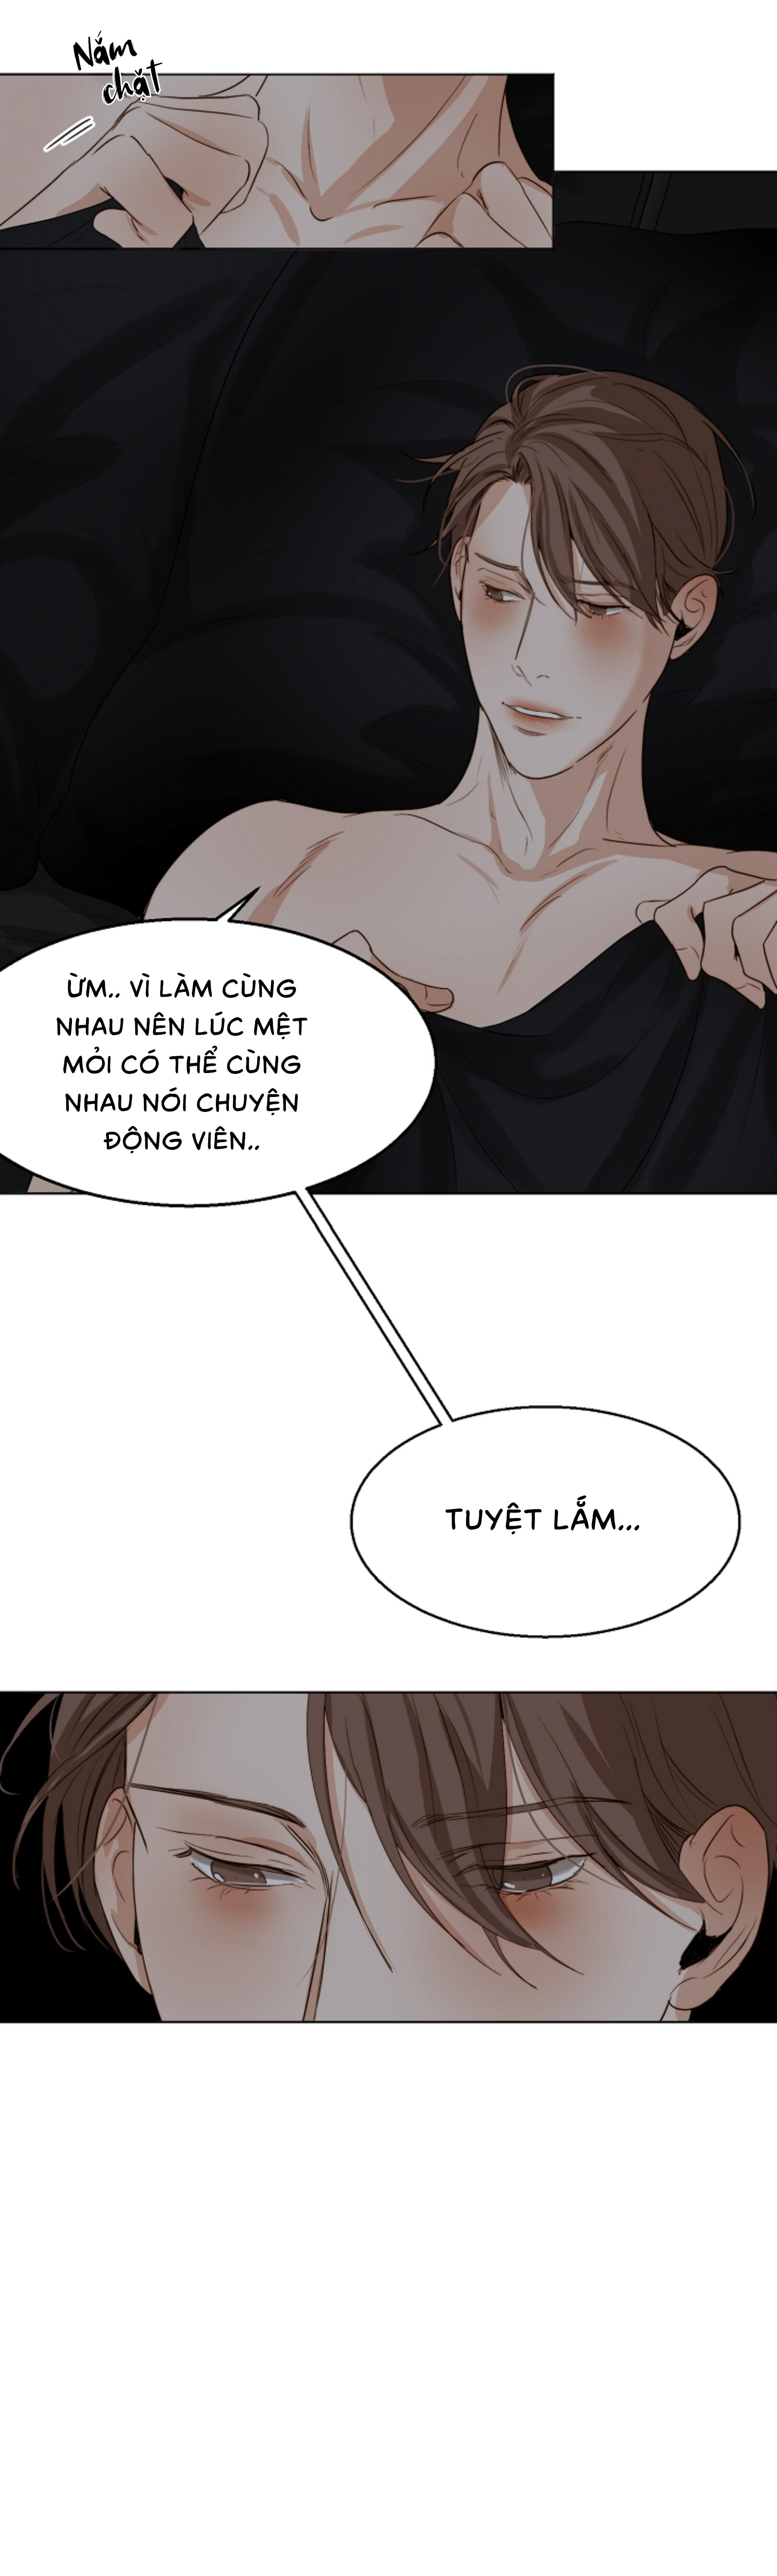 Nắm
chặt
ỪM.. VÌ LÀM CÙNG
NHAU NÊN LÚC MỆT
MỎI CÓ THỂ CÙNG
NHAU NÓI CHUYỆN
ĐỘNG VIÊN..
TUYỆT LẮM...